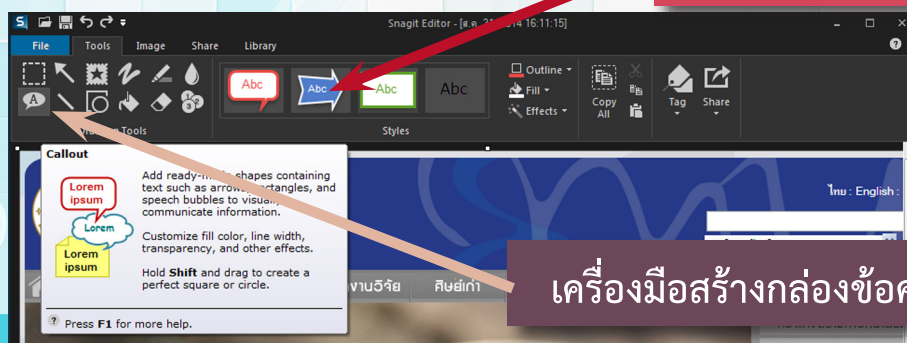 Snagit Editor - [ส.ค. 21 2014 16:11:15]
File Tools Image Share Library
Abc Abc Abc Abc
Outline
Fill
Effects
Copy All
Tag Share
Tools
Styles
Callout
Lorem ipsum
Lorem
Lorem ipsum
Add ready-made shapes containing
text such as arrows, rectangles, and
speech bubbles to visually
communicate information.
Customize fill color, line width,
transparency, and other effects.
Hold Shift and drag to create a
perfect square or circle.
Press F1 for more help.
ไทย : English :
งานวิจัย ศิษย์เก่า
เครื่องมือสร้างกล่องข้อค